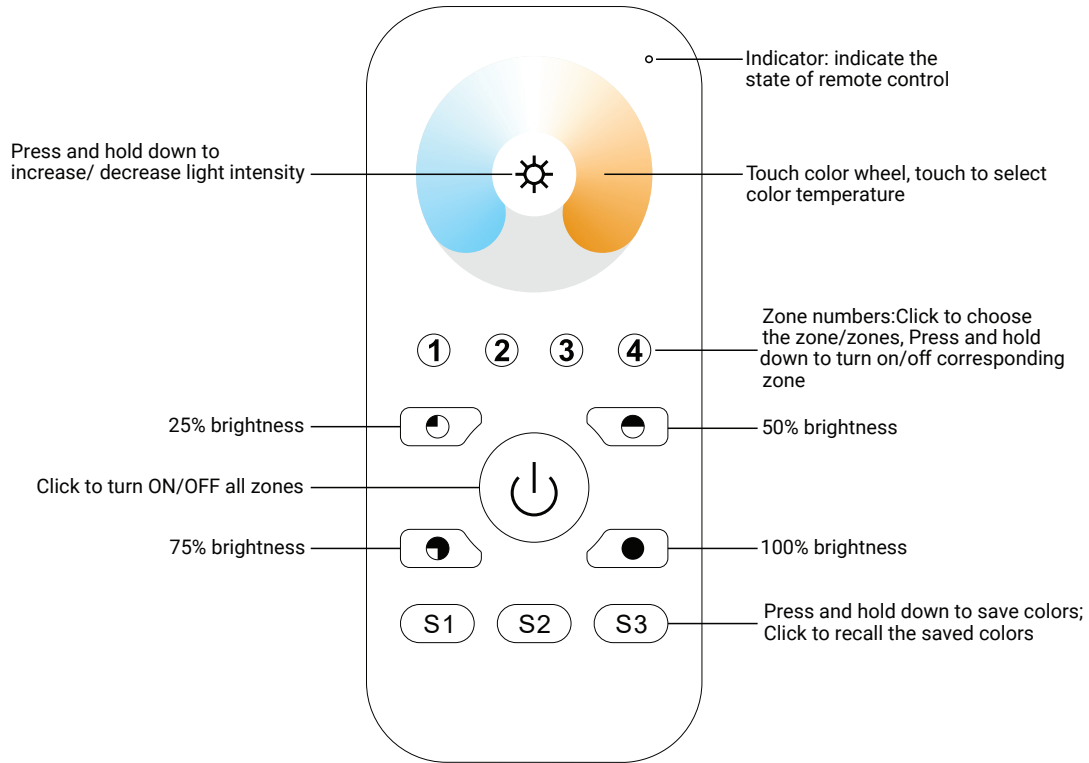 Indicator: indicate the
state of remote control
Press and hold down to
increase/ decrease light intensity
Touch color wheel, touch to select
color temperature
Zone numbers:Click to choose
the zone/zones, Press and hold
down to turn on/off corresponding
zone
1 2 3 4
25% brightness
50% brightness
Click to turn ON/OFF all zones
75% brightness
100% brightness
S1 S2 S3
Press and hold down to save colors;
Click to recall the saved colors